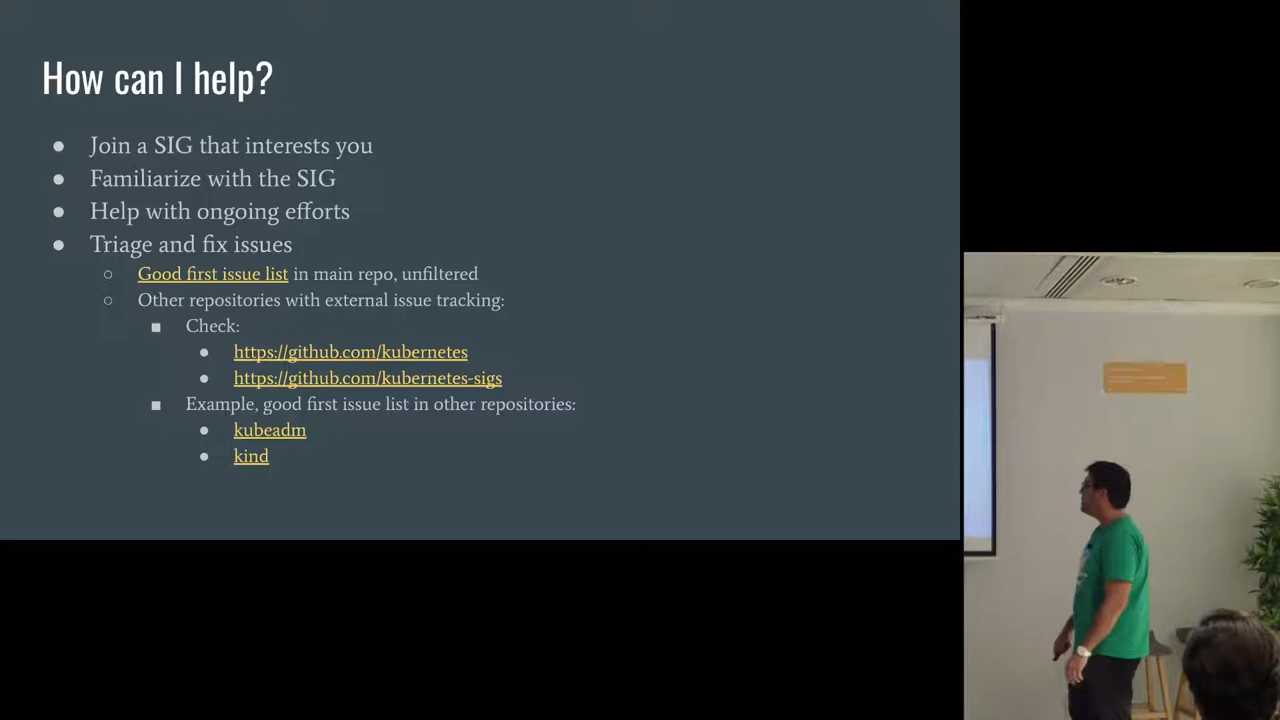 How can I help?
● Join a SIG that interests you
● Familiarize with the SIG
● Help with ongoing efforts
● Triage and fix issues
○ Good first issue list in main repo, unfiltered
○ Other repositories with external issue tracking:
■ Check:
● https://github.com/kubernetes
● https://github.com/kubernetes-sigs
■ Example, good first issue list in other repositories:
● kubeadm
● kind